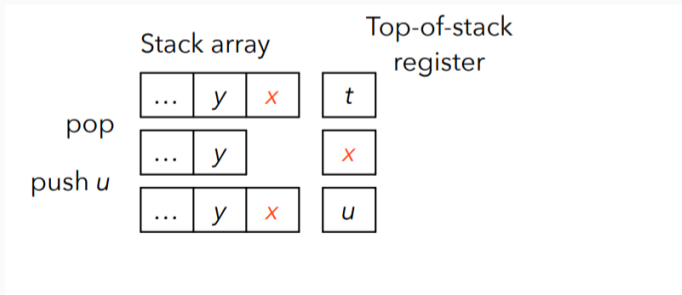 Stack array
Top-of-stack
register
... y x t
pop
... y x
push u
... y x u